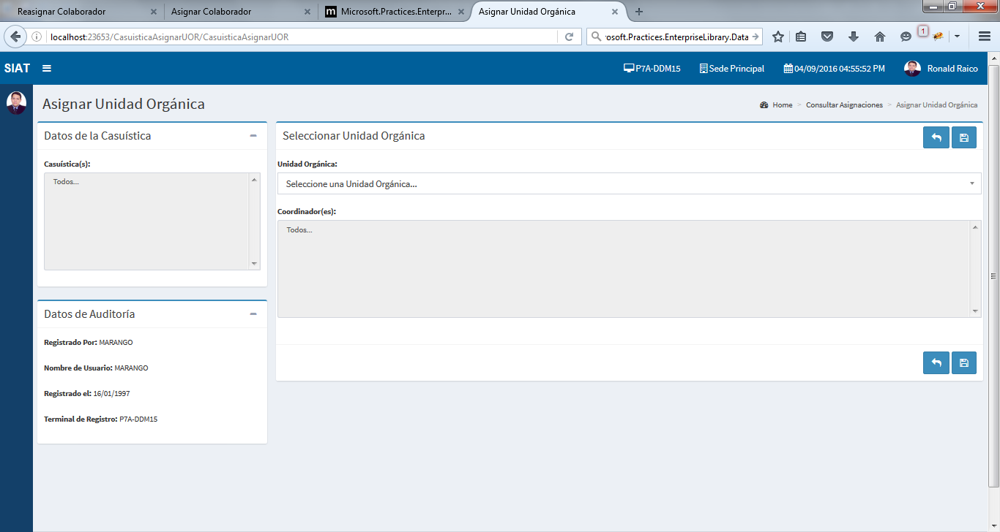 Reasignar Colaborador
Asignar Colaborador
m Microsoft.Practices.Enterpr...
Asignar Unidad Orgánica
localhost:23653/CasuisticaAsignarUOR/CasuisticaAsignarUOR
rosoft.Practices.EnterpriseLibrary.Data
1
SIAT
P7A-DDM15
Sede Principal
04/09/2016 04:55:52 PM
Ronald Raico
Asignar Unidad Orgánica
Home > Consultar Asignaciones > Asignar Unidad Orgánica
Datos de la Casuística
Casuística(s):
Todos...
Datos de Auditoría
Registrado Por: MARANGO
Nombre de Usuario: MARANGO
Registrado el: 16/01/1997
Terminal de Registro: P7A-DDM15
Seleccionar Unidad Orgánica
Unidad Orgánica:
Seleccione una Unidad Orgánica...
Coordinador(es):
Todos...